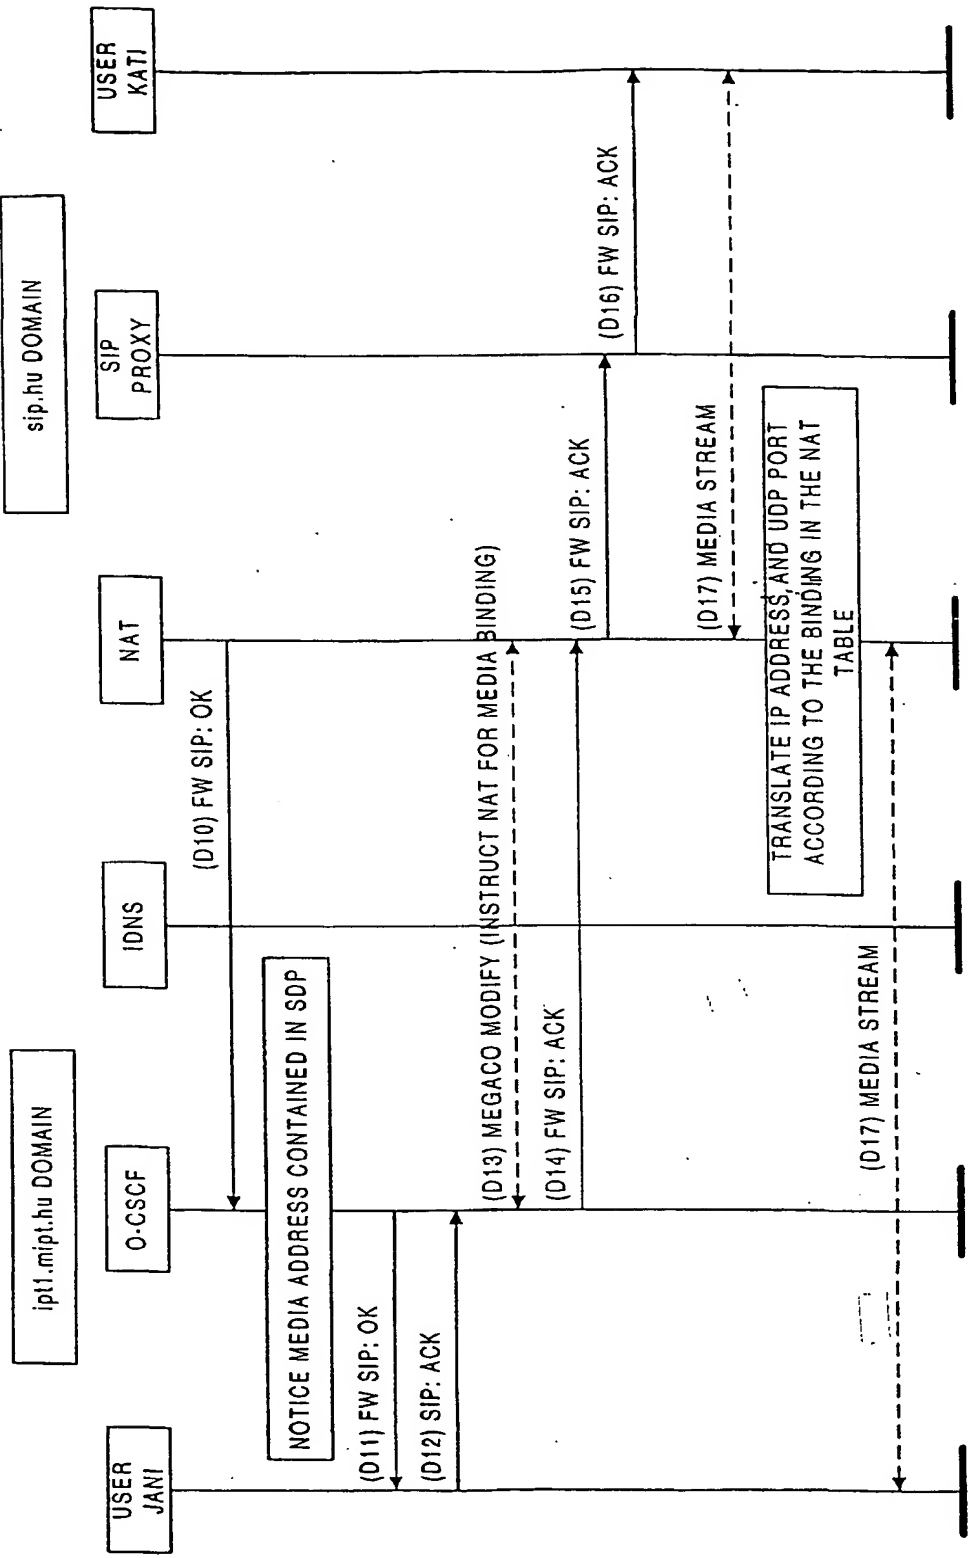 ipt1.mipt.hu DOMAIN
sip.hu DOMAIN
USER
JANI
O-CSCF
IDNS
NAT
SIP
PROXY
USER
KATI
(D10) FW SIP: OK
NOTICE MEDIA ADDRESS CONTAINED IN SDP
(D11) FW SIP: OK
(D12) SIP: ACK
(D13) MEGACO MODIFY (INSTRUCT NAT FOR MEDIA BINDING)
(D14) FW SIP: ACK
(D15) FW SIP: ACK
(D16) FW SIP: ACK
(D17) MEDIA STREAM
TRANSLATE IP ADDRESS, AND UDP PORT
ACCORDING TO THE BINDING IN THE NAT
TABLE
(D17) MEDIA STREAM